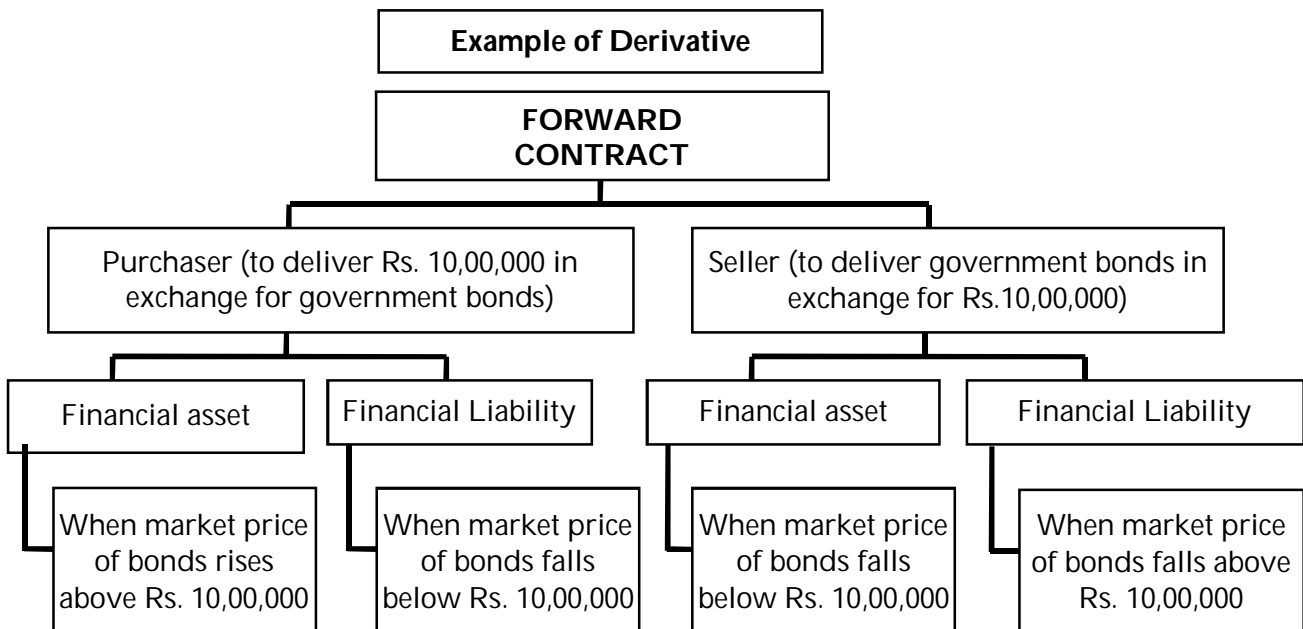 Example of Derivative
FORWARD
CONTRACT
Purchaser (to deliver Rs. 10,00,000 in
exchange for government bonds)
Seller (to deliver government bonds in
exchange for Rs.10,00,000)
Financial asset
Financial Liability
Financial asset
Financial Liability
When market price
of bonds rises
above Rs. 10,00,000
When market price
of bonds falls
below Rs. 10,00,000
When market price
of bonds falls
below Rs. 10,00,000
When market price
of bonds falls above
Rs. 10,00,000